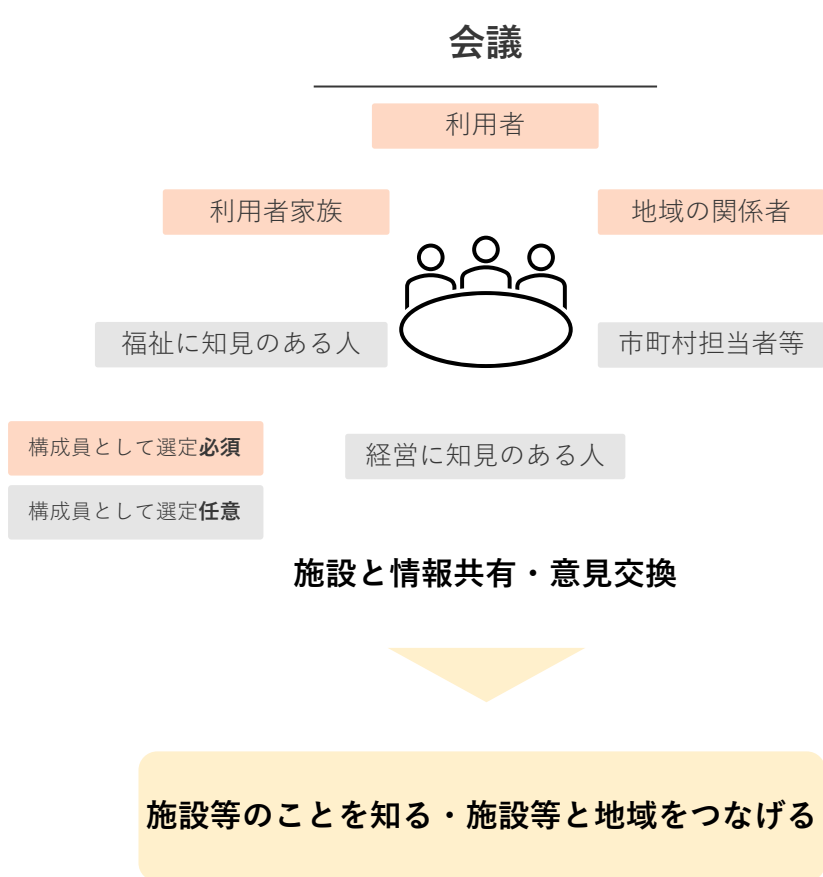 会議
利用者
利用者家族
地域の関係者
福祉に知見のある人
市町村担当者等
構成員として選定必須
経営に知見のある人
構成員として選定任意
施設と情報共有・意見交換
施設等のことを知る・施設等と地域をつなげる